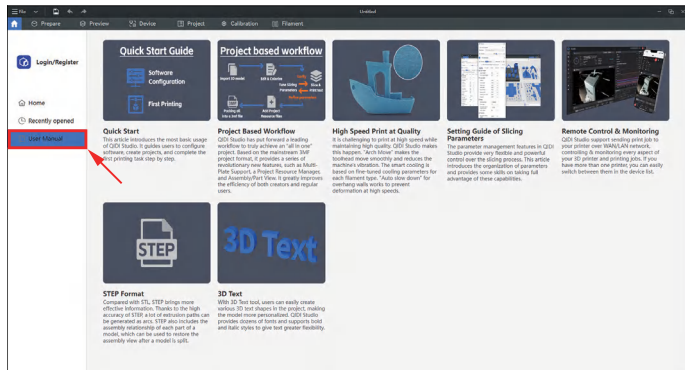 File
Untitled
Prepare
Preview
Device
Project
Calibration
Filament
Login/Register
Home
Recently opened
User Manual
Quick Start Guide
Software
Configuration
First Printing
Quick Start
This article introduces the most basic usage
of QIDI Studio. It guides users to configure
software, create projects, and complete the
first printing task step by step.
Project based workflow
Import 3D model
Edit & Colorize
Slice &
Print test
Packing all
into a 3mf file
Add Project
Resource files
Project Based Workflow
QIDI Studio has put forward a leading
workflow to truly achieve an "all in one"
project. Based on the mainstream 3MF
project format, it provides a series of
revolutionary new features, such as Multi-
Plate Support, a Project Resource Manager,
and Assembly/Part View. It greatly improves
the efficiency of both creators and regular
users.
High Speed Print at Quality
It is challenging to print at high speed while
maintaining high quality. QIDI Studio makes
this happen. "Arch Move" makes the
toolhead move smoothly and reduces the
machine's vibration. The smart cooling is
based on fine-tuned cooling parameters for
each filament type. "Auto slow down" for
overhang walls works to prevent
deformation at high speeds.
Setting Guide of Slicing
Parameters
The parameter management features in QIDI
Studio provide very flexible and powerful
control over the slicing process. This article
introduces the organization of parameters
and provides some skills on taking full
advantage of these capabilities.
Remote Control & Monitoring
QIDI Studio support sending print job to
your printer over WAN/LAN network,
controlling & monitoring every aspect of
your 3D printer and printing jobs. If you
have more than one printer, you can easily
switch between them in the device list.
STEP
STEP Format
Compared with STL, STEP brings more
effective information. Thanks to the high
accuracy of STEP, a lot of extrusion paths can
be generated as arcs. STEP also includes the
assembly relationship of each part of a
model, which can be used to restore the
assembly view after a model is split.
3D Text
3D Text
With 3D Text tool, users can easily create
various 3D text shapes in the project, making
the model more personalized. QIDI Studio
provides dozens of fonts and supports bold
and italic styles to give text greater flexibility.